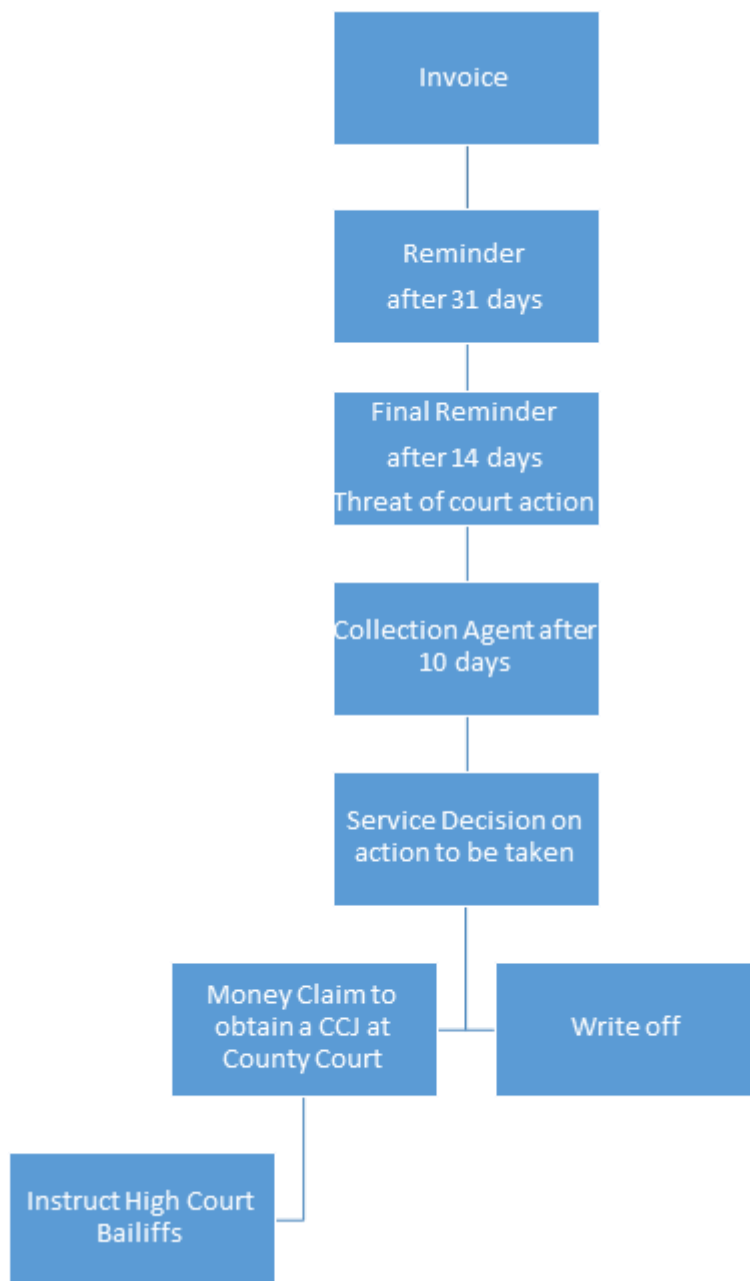 Invoice
Reminder
after 31 days
Final Reminder
after 14 days
Threat of court action
Collection Agent after
10 days
Service Decision on
action to be taken
Money Claim to
obtain a CCJ at
County Court
Write off
Instruct High Court
Bailiffs